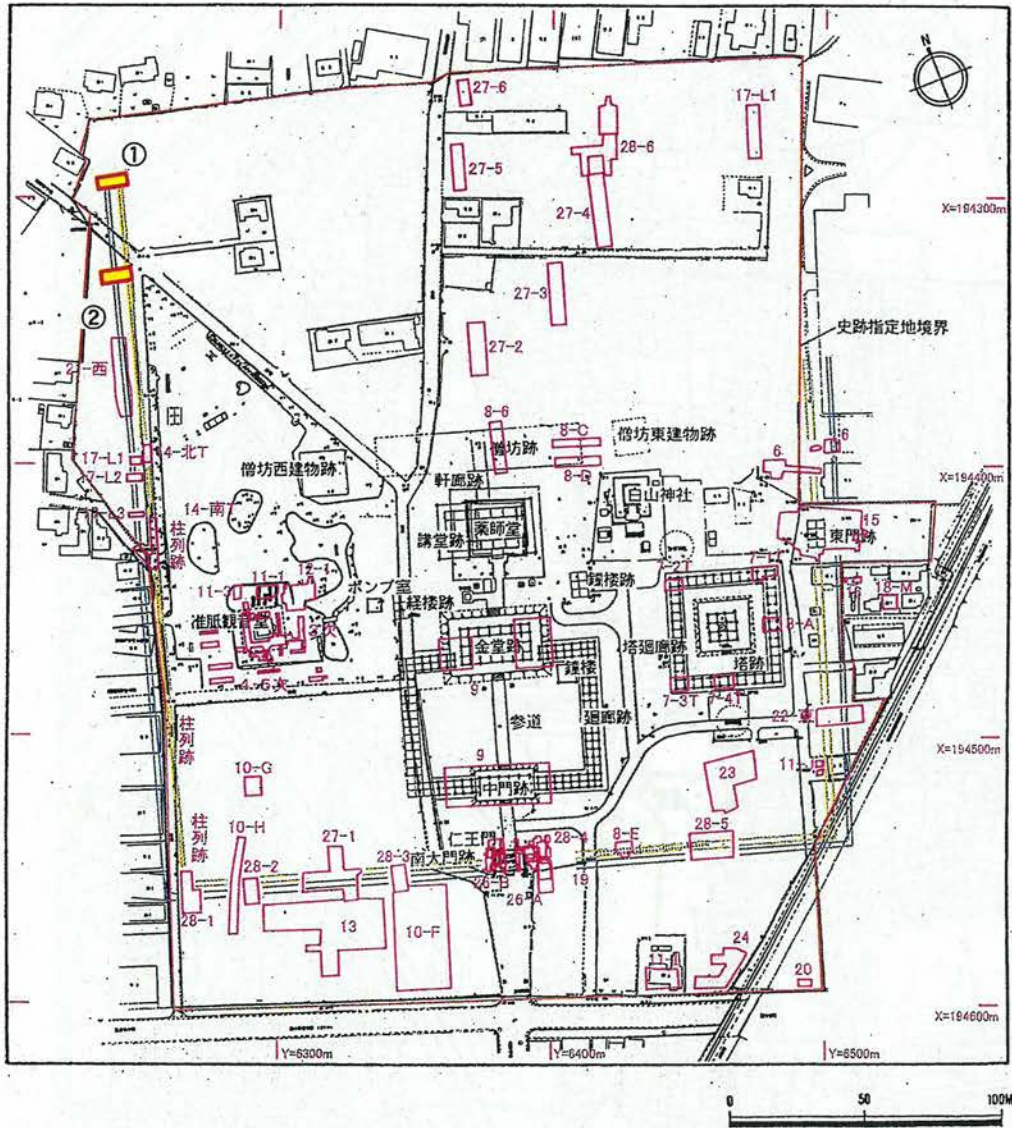 N
27-6
17-L1
28-6
①
27-5
27-4
X=194300m
②
27-3
史跡指定地境界
27-2
8-6
8-C
僧坊東建物跡
6
6
17-L1
14-北T
僧坊跡
僧坊西建物跡
8-D
X=194400m
17-L2
軒廊跡
白山神社
14-南T
薬師堂
15
柱列跡
講堂跡
東門跡
11-1
ポンプ室
鐘楼跡
7-2T
18-M
経楼跡
准胝観音堂
金堂跡
塔廻廊跡
塔跡
鐘楼
9
7-3T
7-4T
参道
廻廊跡
22-東
柱列跡
X=194500m
10-G
9
23
中門跡
柱列跡
10-H
27-1
仁王門
28-4
8-E
28-5
28-2
28-3
南大門跡
26-B
19
28-1
26-A
13
10-F
24
20
X=194600m
Y=6300m
Y=6400m
Y=6500m
0
50
100M